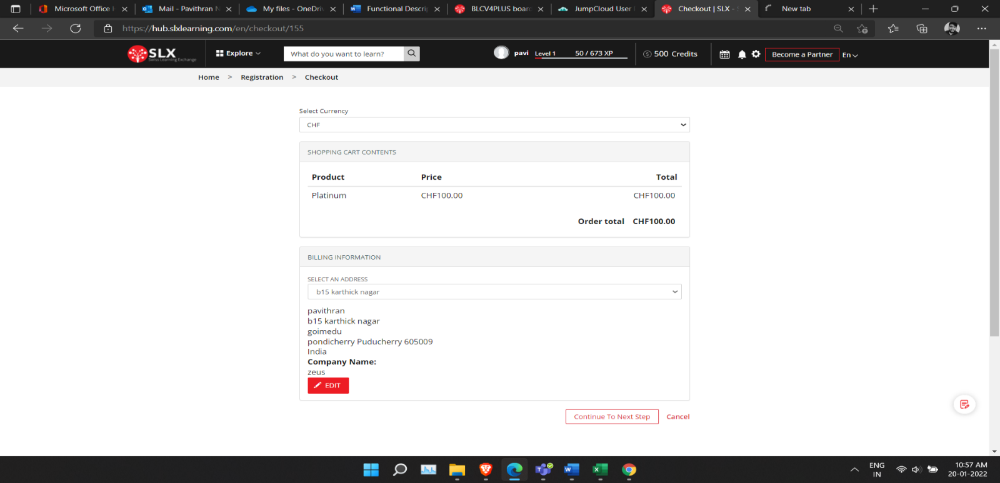 Microsoft Office
Mail - Pavithran N
My files - OneDri
Functional Descri
BLCV4PLUS boar
JumpCloud User
Checkout | SLX -
New tab
https://hub.slxlearning.com/en/checkout/155
SLX
Swiss Learning Exchange
Explore
What do you want to learn?
pavi Level 1 50 / 673 XP
500 Credits
Become a Partner
En
Home > Registration > Checkout
Select Currency
CHF
SHOPPING CART CONTENTS
Product Price Total
Platinum CHF100.00 CHF100.00
Order total CHF100.00
BILLING INFORMATION
SELECT AN ADDRESS
b15 karthick nagar
pavithran
b15 karthick nagar
goimedu
pondicherry Puducherry 605009
India
Company Name:
zeus
EDIT
Continue To Next Step Cancel
ENG
IN
10:57 AM
20-01-2022